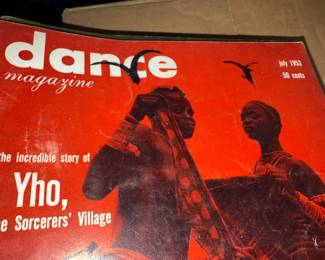 dance
magazine
july 1953
50 cents
the incredible story of
Yho,
Sorcerers' Village